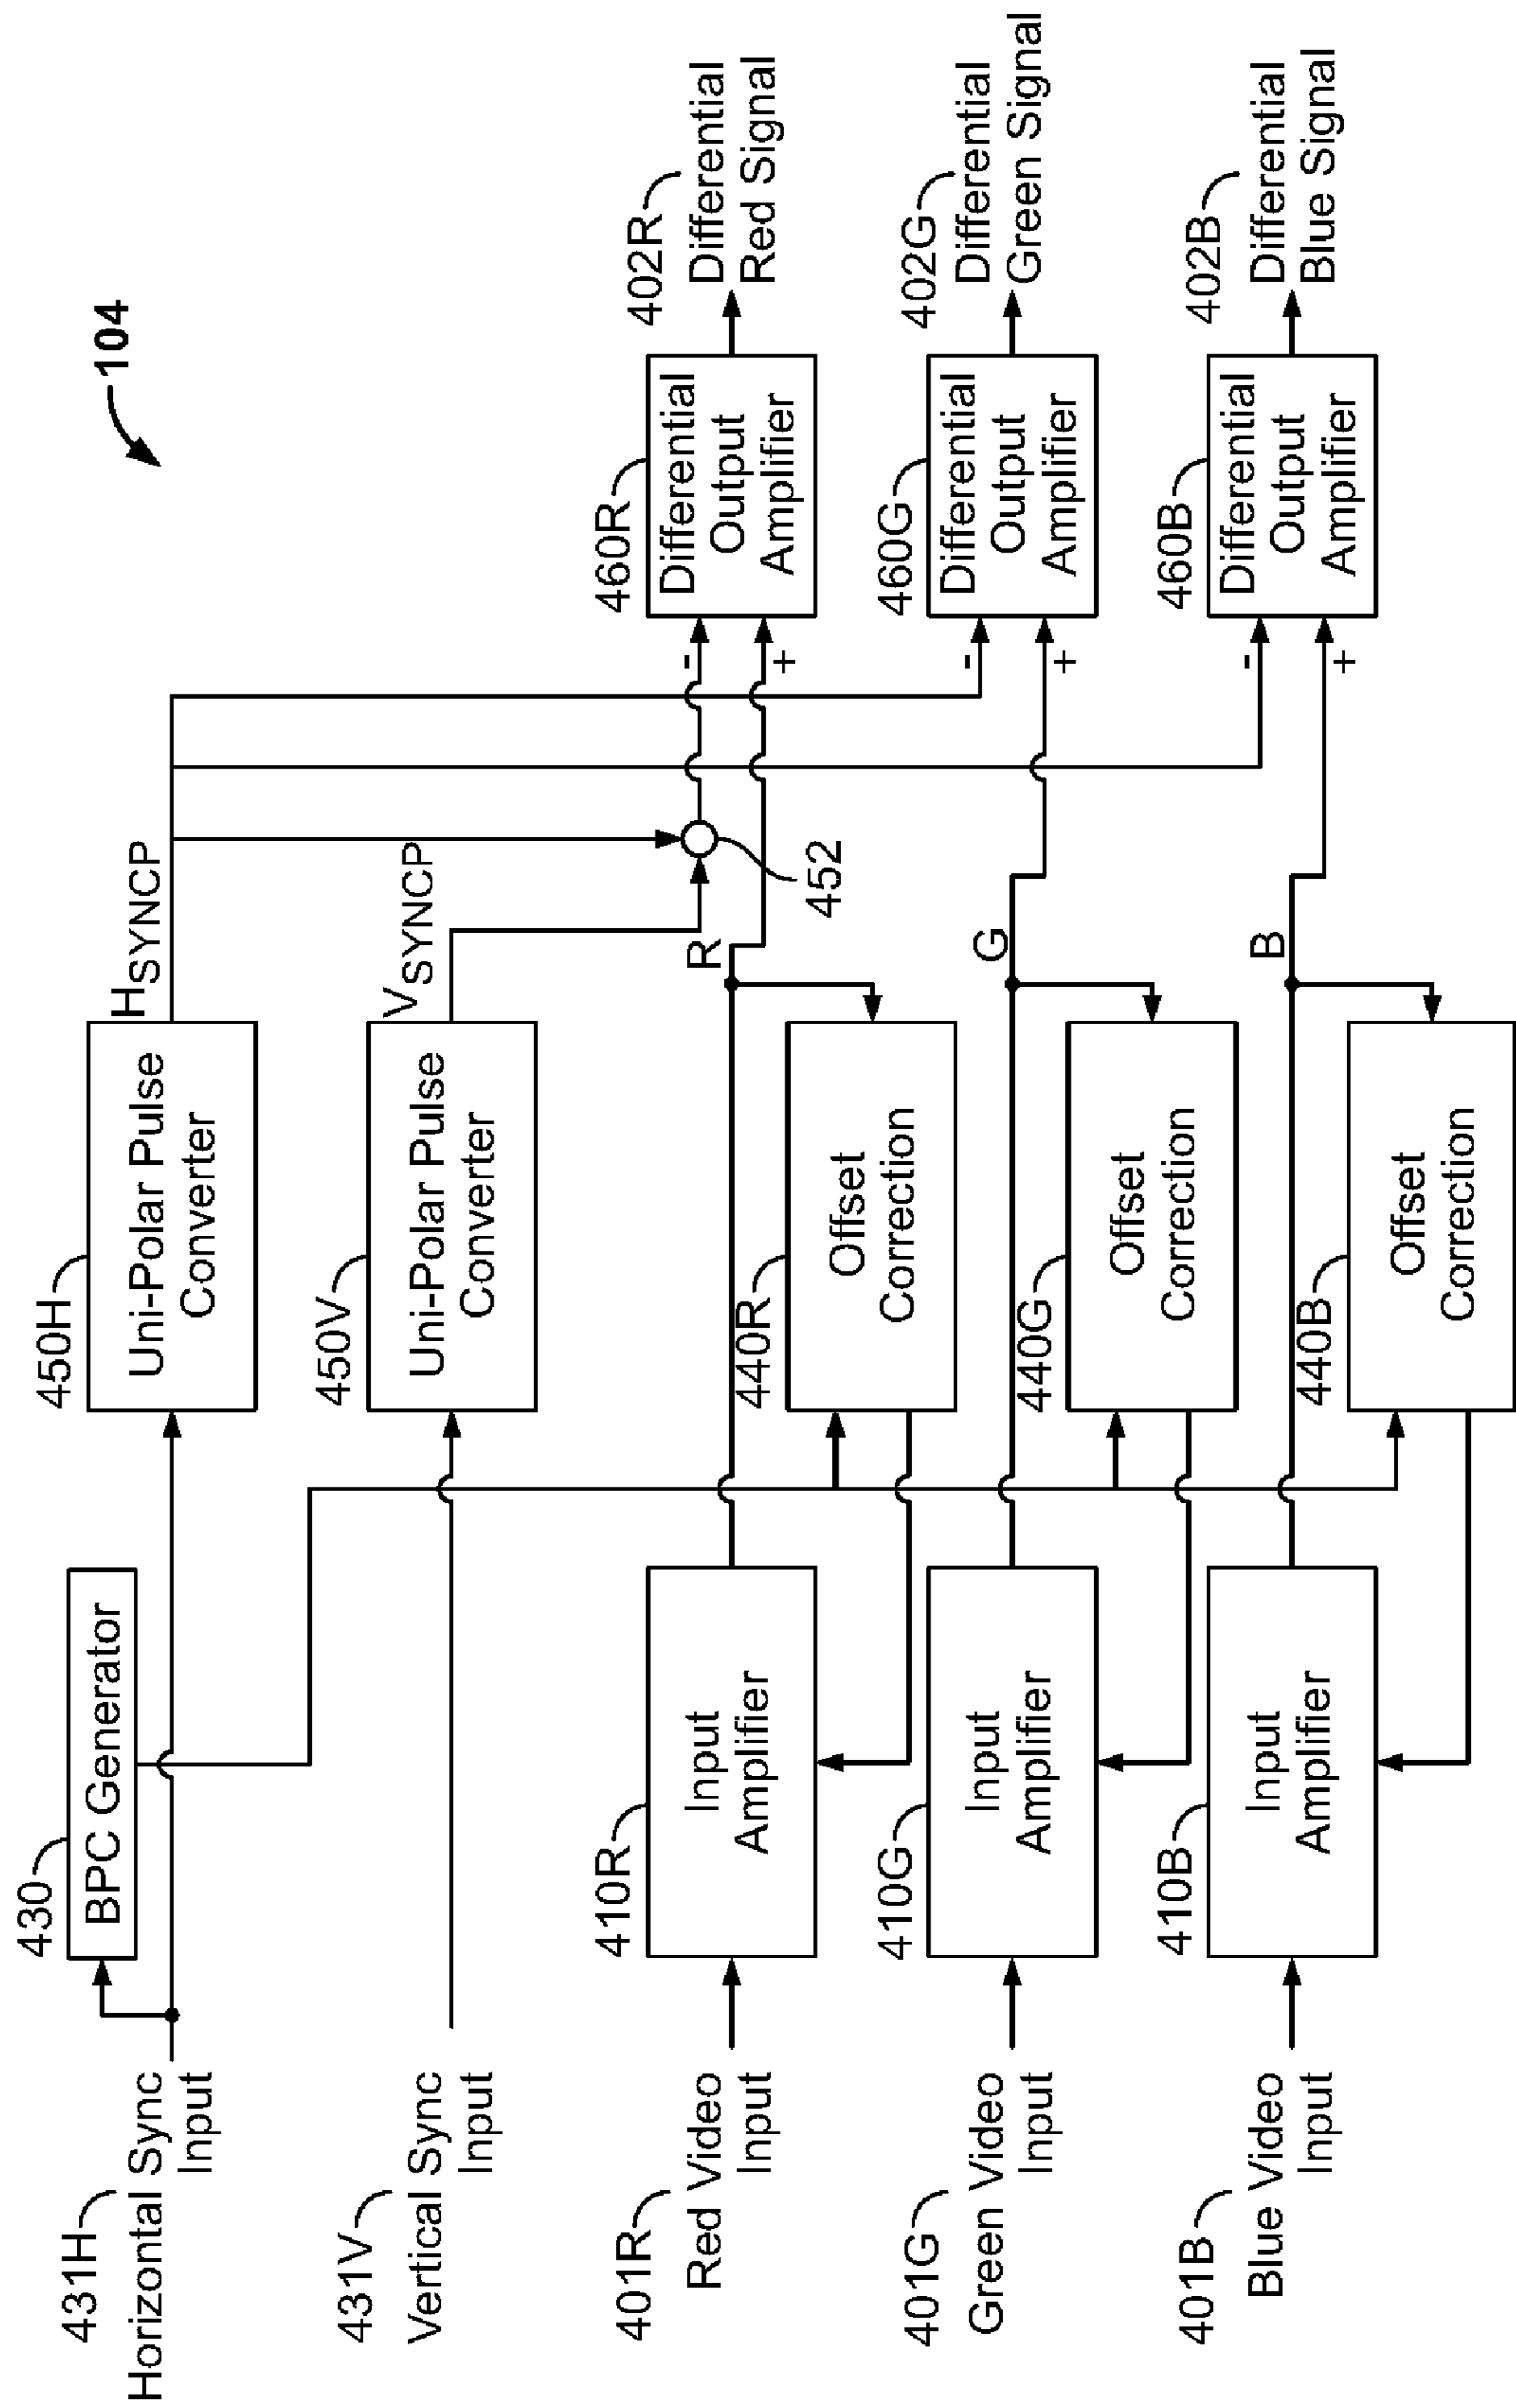 104
431H
Horizontal Sync
Input
430
BPC Generator
450H
Uni-Polar Pulse
Converter
HSYNCP
431V
Vertical Sync
Input
450V
Uni-Polar Pulse
Converter
VSYNCP
452
401R
Red Video
Input
410R
Input
Amplifier
440R
Offset
Correction
R
-
+
460R
Differential
Output
Amplifier
402R
Differential
Red Signal
401G
Green Video
Input
410G
Input
Amplifier
440G
Offset
Correction
G
-
+
460G
Differential
Output
Amplifier
402G
Differential
Green Signal
401B
Blue Video
Input
410B
Input
Amplifier
440B
Offset
Correction
B
-
+
460B
Differential
Output
Amplifier
402B
Differential
Blue Signal